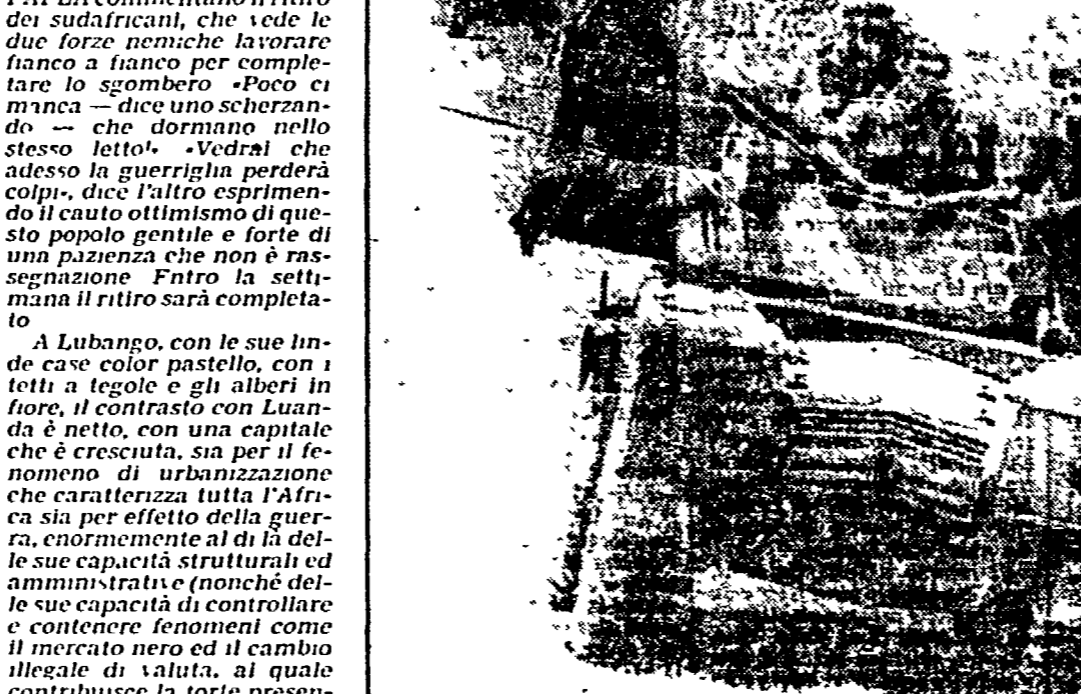 dei sudafricani, che vede le
due forze nemiche lavorare
fianco a fianco per comple-
tare lo sgombero «Poco ci
manca — dice uno scherzan-
do — che dormano nello
stesso letto!» «Vedrai che
adesso la guerriglia perderà
colpi», dice l'altro esprimen-
do il cauto ottimismo di que-
sto popolo gentile e forte di
una pazienza che non è ras-
segnazione Entro la setti-
mana il ritiro sarà completa-
to
A Lubango, con le sue lin-
de case color pastello, con i
tetti a tegole e gli alberi in
fiore, il contrasto con Luan-
da è netto, con una capitale
che è cresciuta, sia per il fe-
nomeno di urbanizzazione
che caratterizza tutta l'Afri-
ca sia per effetto della guer-
ra, enormemente al di là del-
le sue capacità strutturali ed
amministrative (nonché del-
le sue capacità di controllare
e contenere fenomeni come
il mercato nero ed il cambio
illegale di valuta, al quale
contribuisce la forte presen-